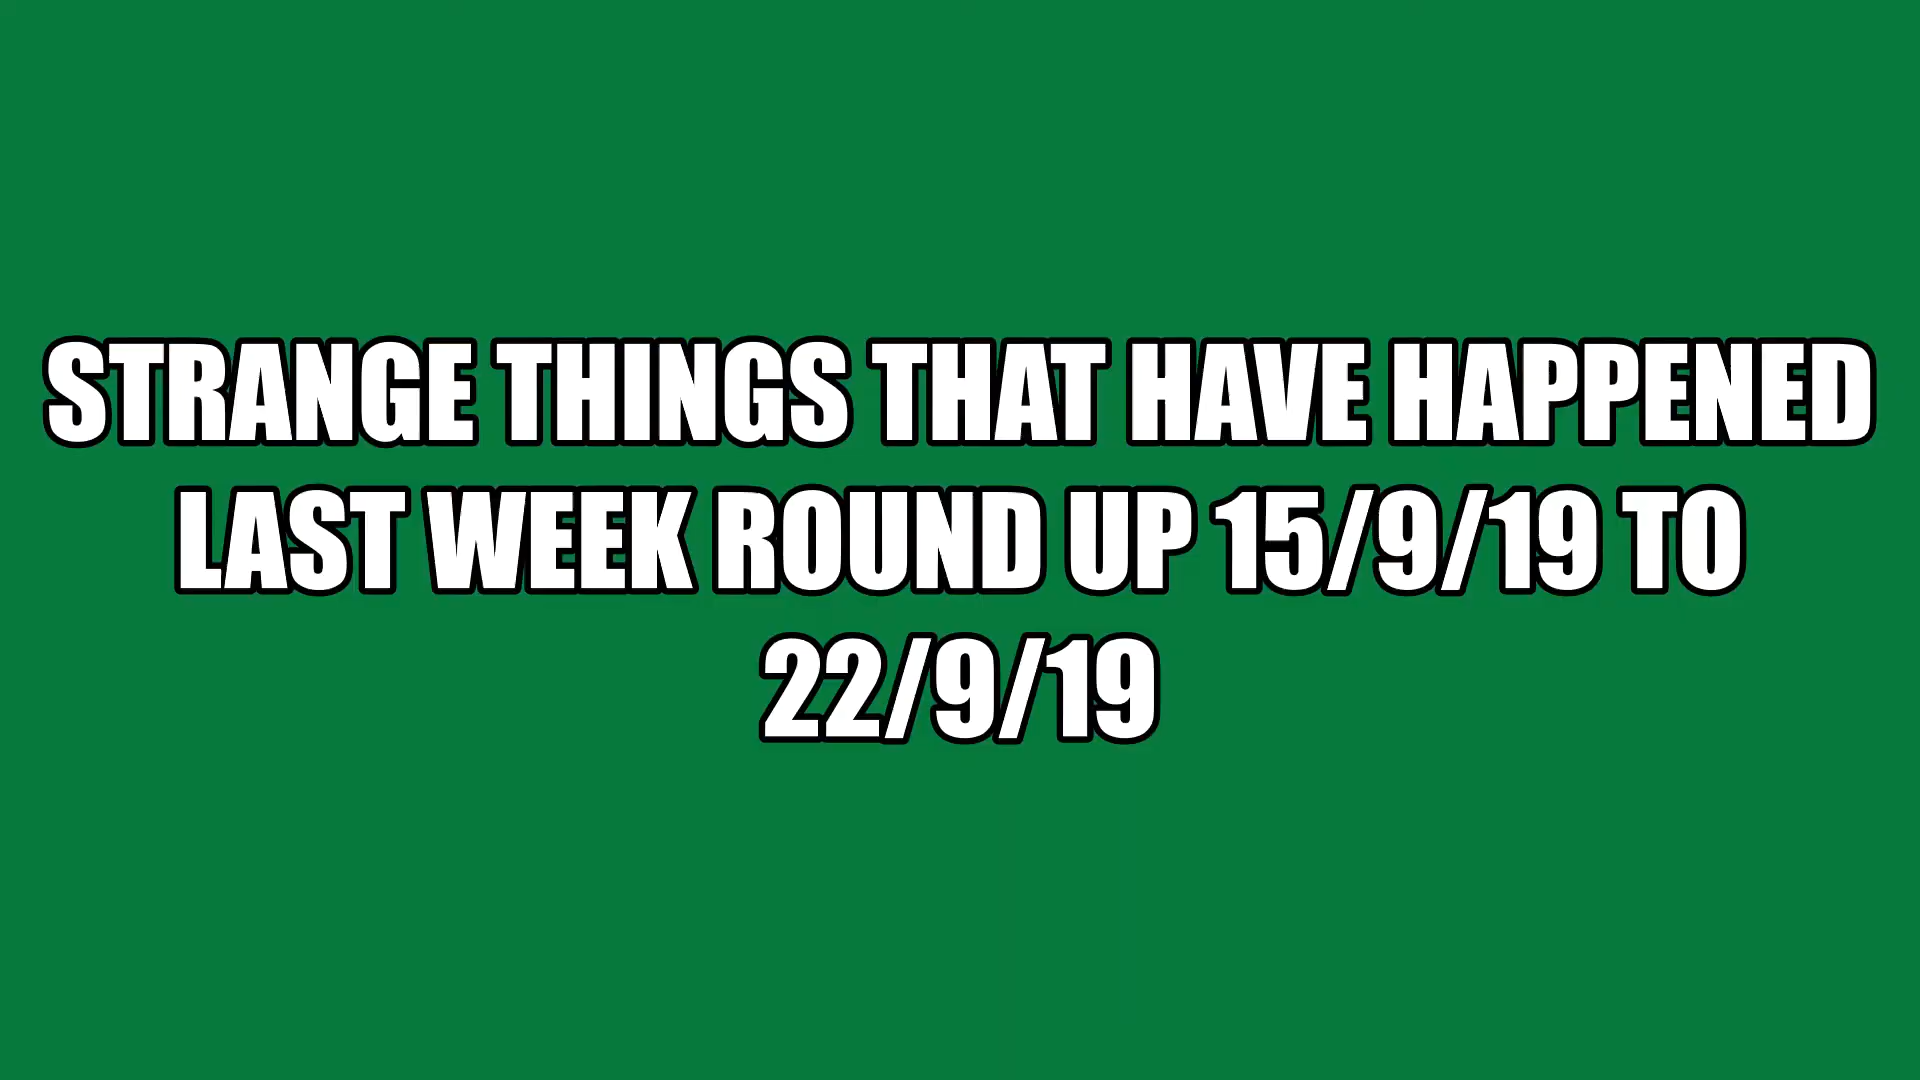 STRANGE THINGS THAT HAVE HAPPENED
LAST WEEK ROUND UP 15/9/19 TO
22/9/19